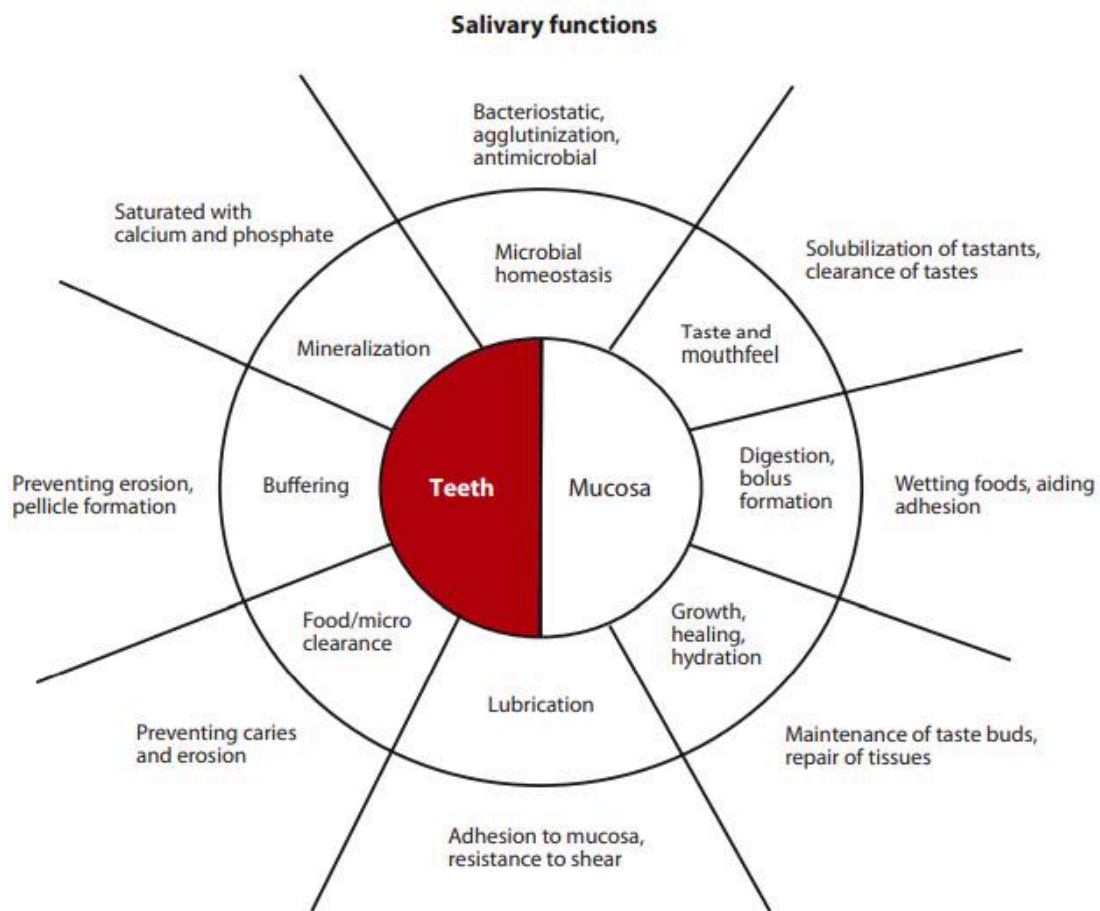 Salivary functions
Bacteriostatic,
agglutinization,
antimicrobial
Saturated with
calcium and phosphate
Microbial
homeostasis
Solubilization of tastants,
clearance of tastes
Mineralization
Taste and
mouthfeel
Preventing erosion,
pellicle formation
Buffering
Teeth
Mucosa
Digestion,
bolus
formation
Wetting foods, aiding
adhesion
Food/micro
clearance
Growth,
healing,
hydration
Lubrication
Preventing caries
and erosion
Maintenance of taste buds,
repair of tissues
Adhesion to mucosa,
resistance to shear